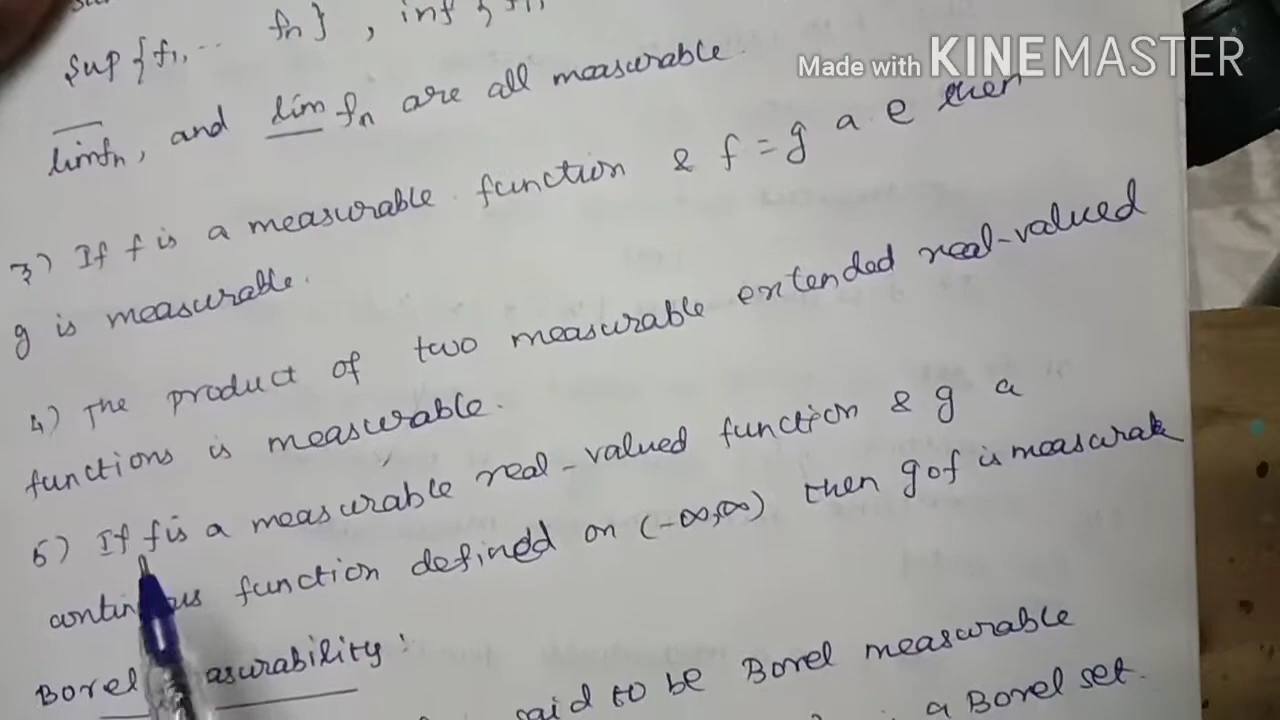 Sup {f1, .. fn} , inf {
Made with KINEMASTER
lim fn, and lim fn are all measurable
3) If f is a measurable function & f = g a e then
g is measurable.
4) The product of two measurable extended real-valued
functions is measurable.
5) If f is a measurable real-valued function & g a
continuous function defined on (-∞,∞) then gof is measurab
Borel measurability:
said to be Borel measurable
is a Borel set.